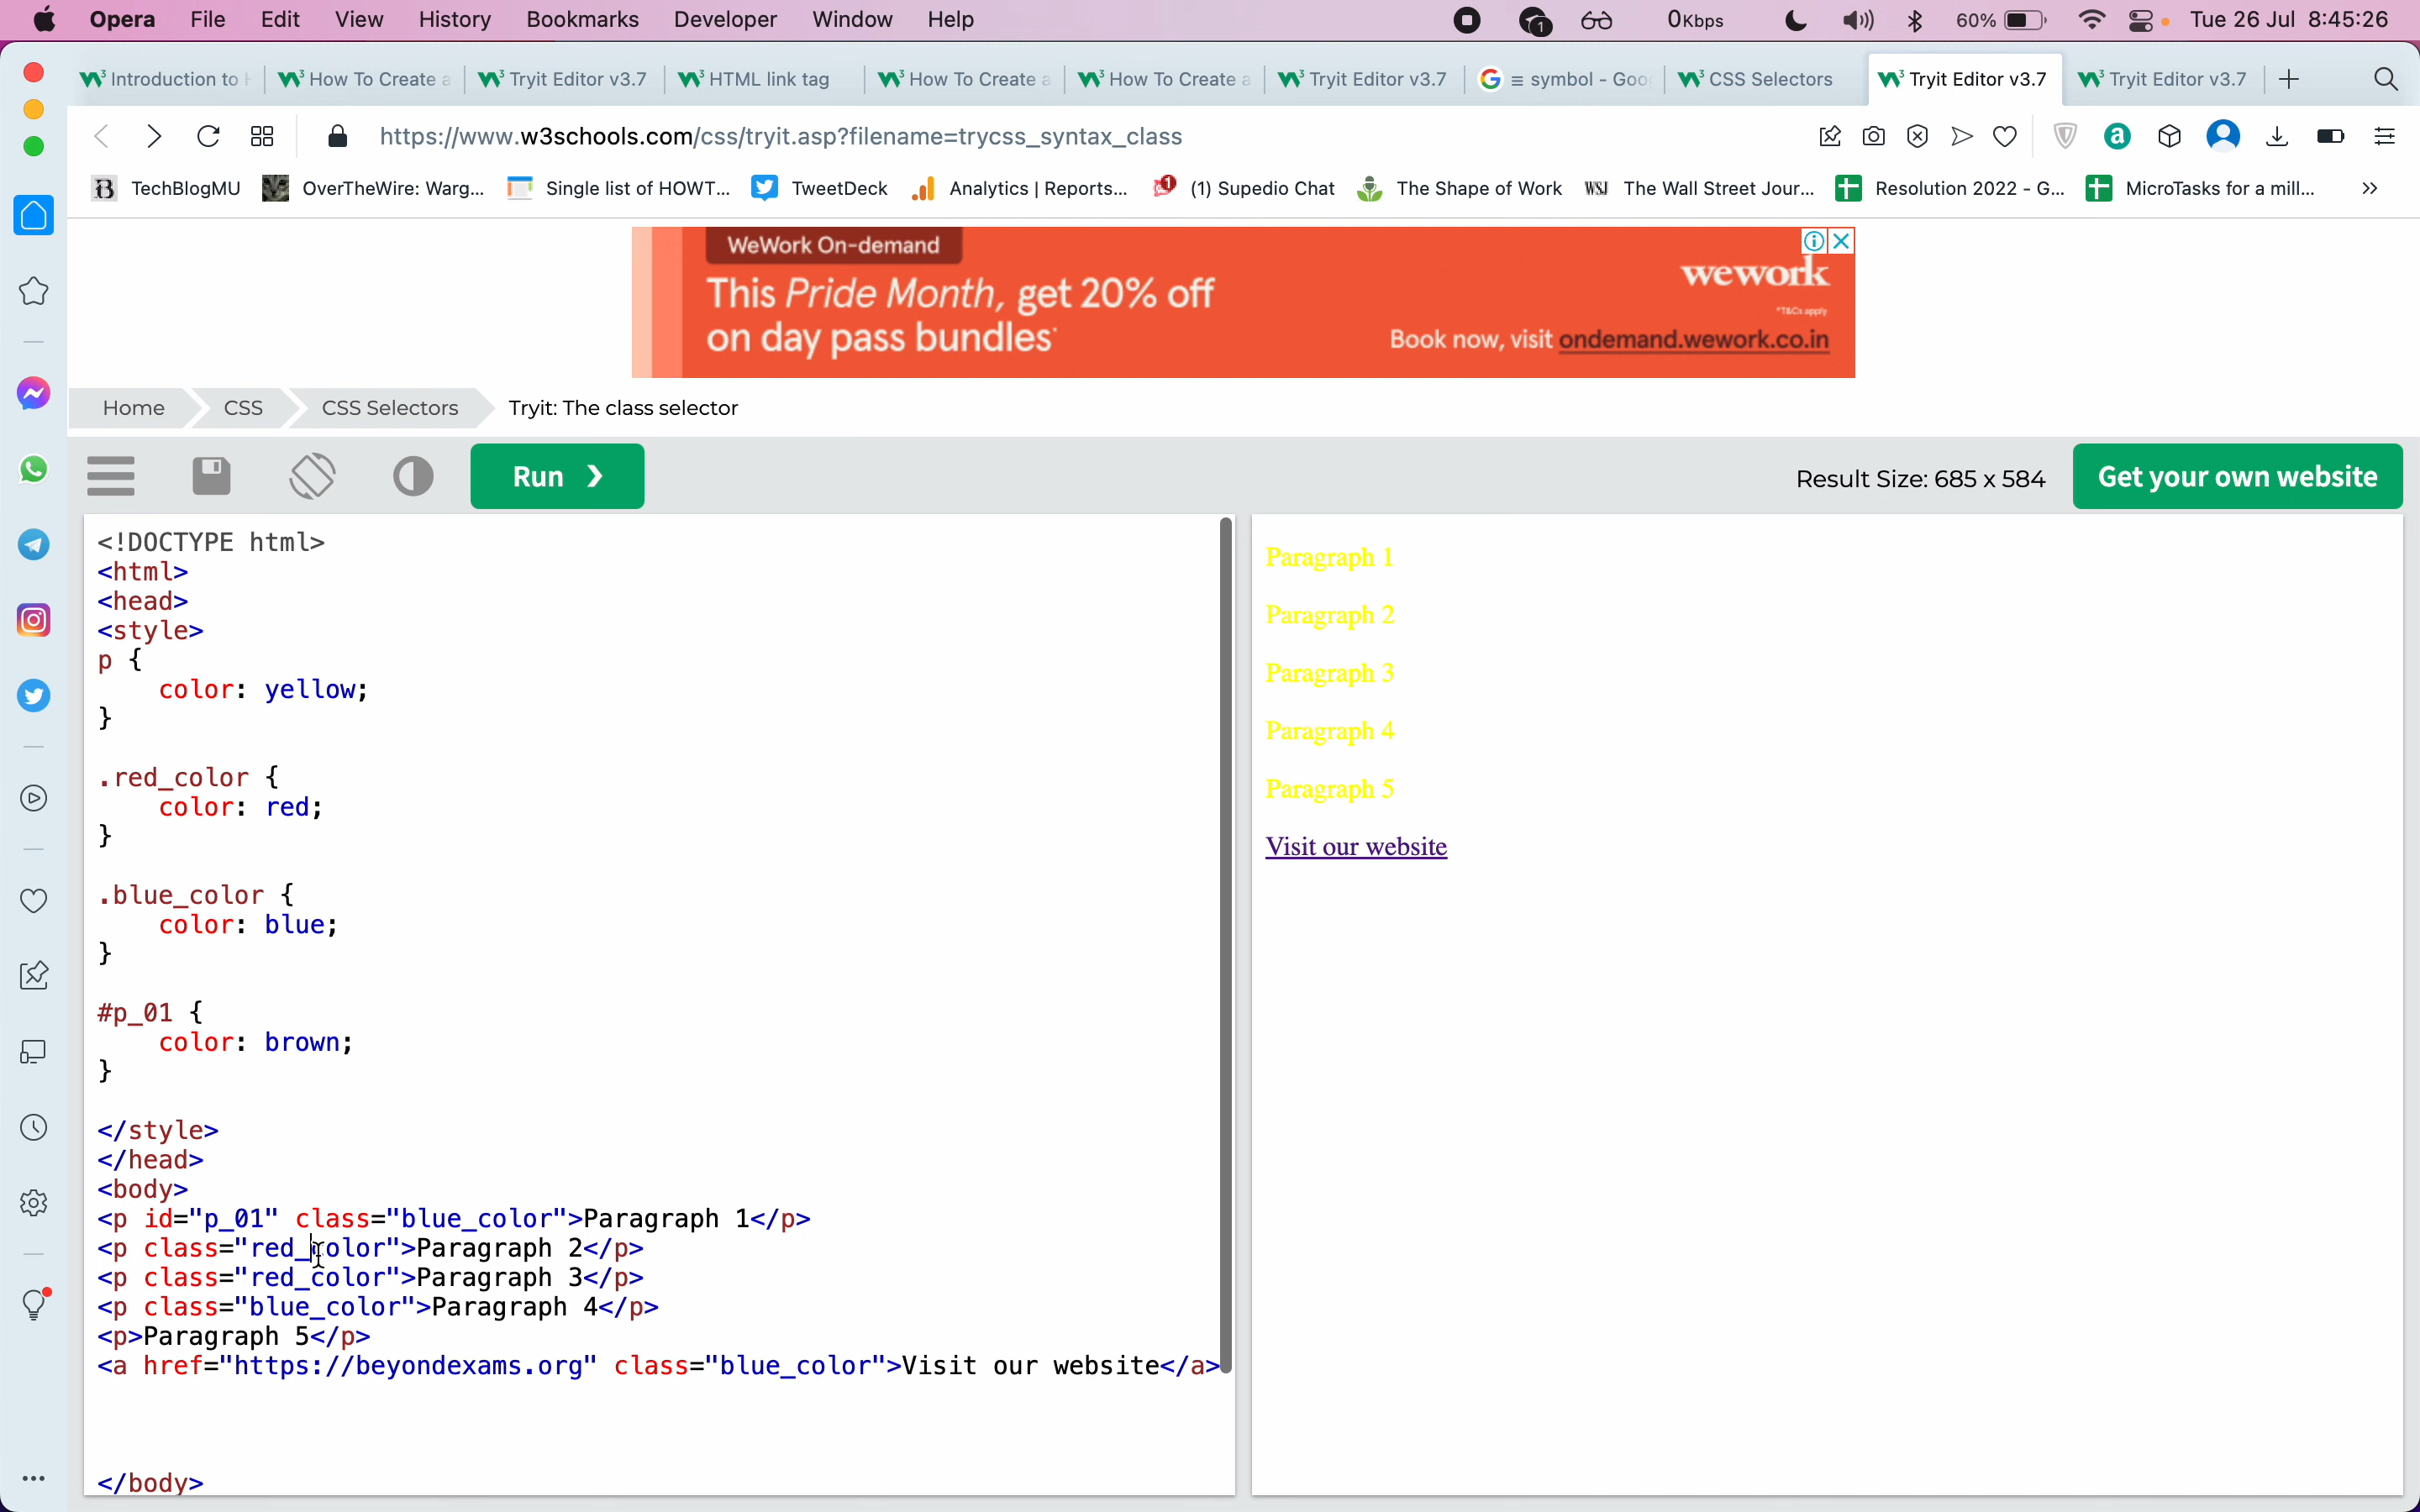 Opera File Edit View History Bookmarks Developer Window Help 1 0Kbps 60% Tue 26 Jul 8:45:26
Introduction to How To Create a Tryit Editor v3.7 HTML link tag How To Create a How To Create a Tryit Editor v3.7 ≡ symbol - Goo CSS Selectors Tryit Editor v3.7 Tryit Editor v3.7
https://www.w3schools.com/css/tryit.asp?filename=trycss_syntax_class
TechBlogMU OverTheWire: Warg... Single list of HOWT... TweetDeck Analytics | Reports... (1) Supedio Chat The Shape of Work WSJ The Wall Street Jour... Resolution 2022 - G... MicroTasks for a mill... »
WeWork On-demand
This Pride Month, get 20% off
on day pass bundles*
wework
*T&Cs apply
Book now, visit ondemand.wework.co.in
Home CSS CSS Selectors Tryit: The class selector
Run ❯ Result Size: 685 x 584 Get your own website
<!DOCTYPE html>
<html>
<head>
<style>
p {
color: yellow;
}
.red_color {
color: red;
}
.blue_color {
color: blue;
}
#p_01 {
color: brown;
}
</style>
</head>
<body>
<p id="p_01" class="blue_color">Paragraph 1</p>
<p class="red_color">Paragraph 2</p>
<p class="red_color">Paragraph 3</p>
<p class="blue_color">Paragraph 4</p>
<p>Paragraph 5</p>
<a href="https://beyondexams.org" class="blue_color">Visit our website</a>
</body>
Paragraph 1
Paragraph 2
Paragraph 3
Paragraph 4
Paragraph 5
Visit our website